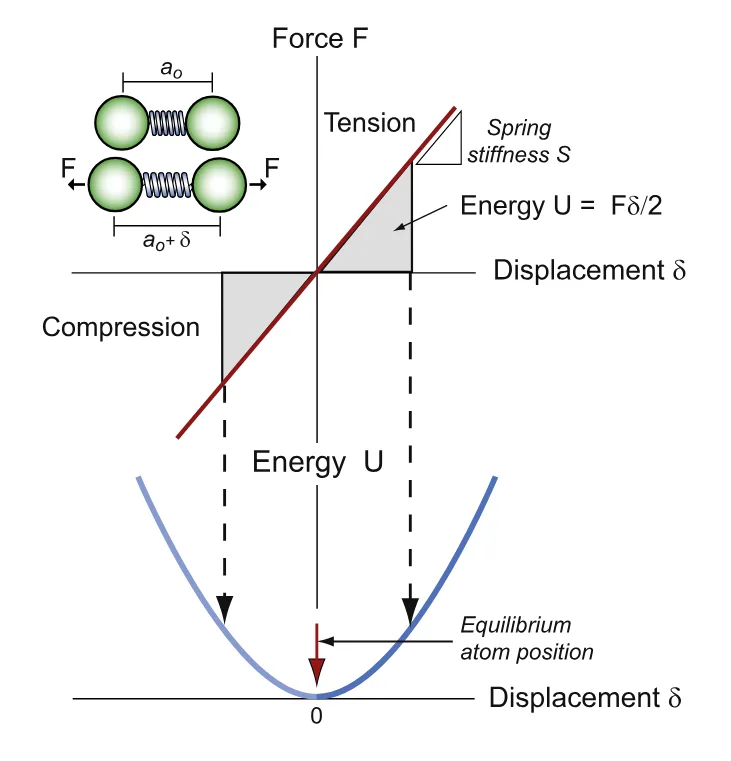 Force F
aₒ
Tension
Spring
stiffness S
F F
Energy U = Fδ/2
aₒ+ δ
Displacement δ
Compression
Energy U
Equilibrium
atom position
Displacement δ
0